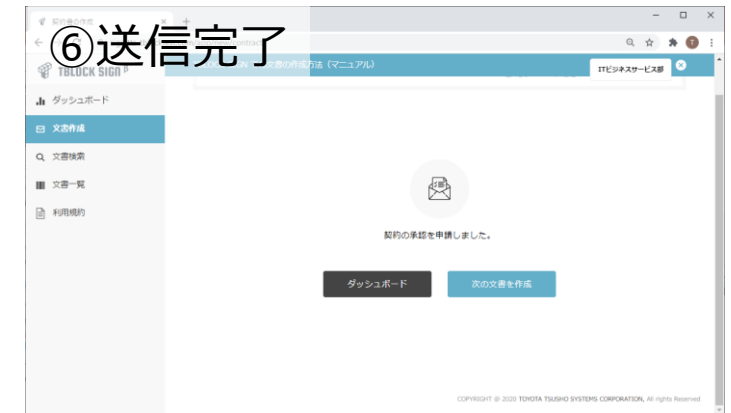 ⑥送信完了
TBLOCK SIGN β
文書の作成方法（マニュアル）
ITビジネスサービス部
ダッシュボード
文書作成
文書検索
文書一覧
利用規約
契約の承認を申請しました。
ダッシュボード
次の文書を作成
COPYRIGHT @ 2020 TOYOTA TSUSHO SYSTEMS CORPORATION, All rights Reserved